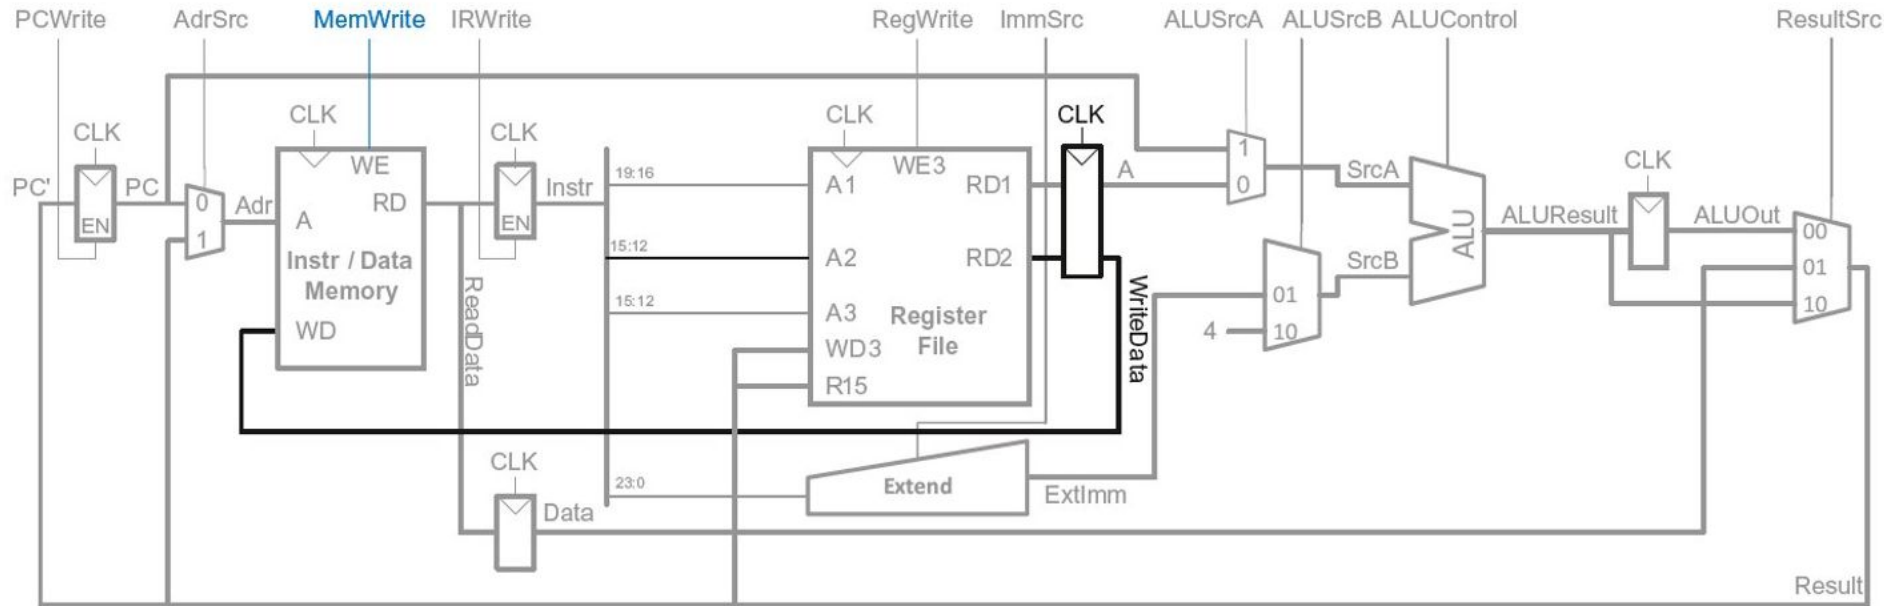 PCWrite AdrSrc MemWrite IRWrite RegWrite ImmSrc ALUSrcA ALUSrcB ALUControl ResultSrc
CLK CLK CLK CLK CLK
WE WE3 1
PC' PC 0 Adr RD Instr 19:16 A1 RD1 A 0 SrcA CLK
EN A EN ALUResult ALUOut 00
1 Instr / Data 15:12 A2 RD2 ALU
Memory SrcB 01
ReadData WriteData 01
15:12 A3 Register 10
WD File 4 10
WD3
R15
CLK
23:0 Extend ExtImm
Data
Result